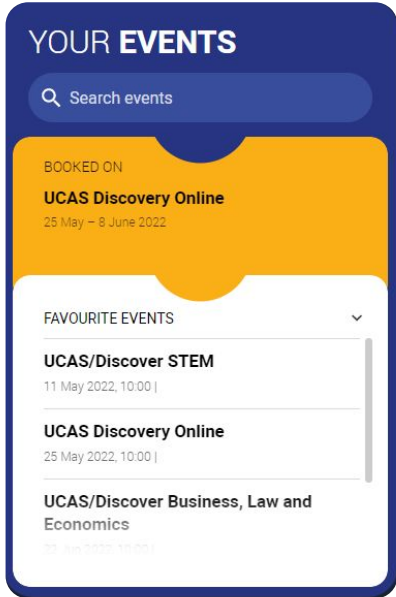 YOUR EVENTS
Search events
BOOKED ON
UCAS Discovery Online
25 May – 8 June 2022
FAVOURITE EVENTS
UCAS/Discover STEM
11 May 2022, 10:00 |
UCAS Discovery Online
25 May 2022, 10:00 |
UCAS/Discover Business, Law and
Economics